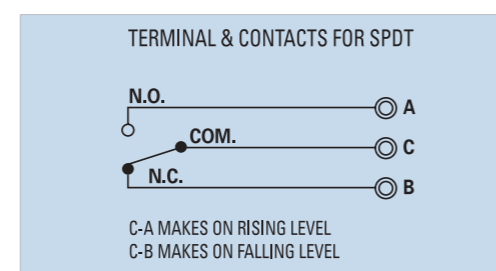 TERMINAL & CONTACTS FOR SPDT
N.O.
A
COM.
C
N.C.
B
C-A MAKES ON RISING LEVEL
C-B MAKES ON FALLING LEVEL